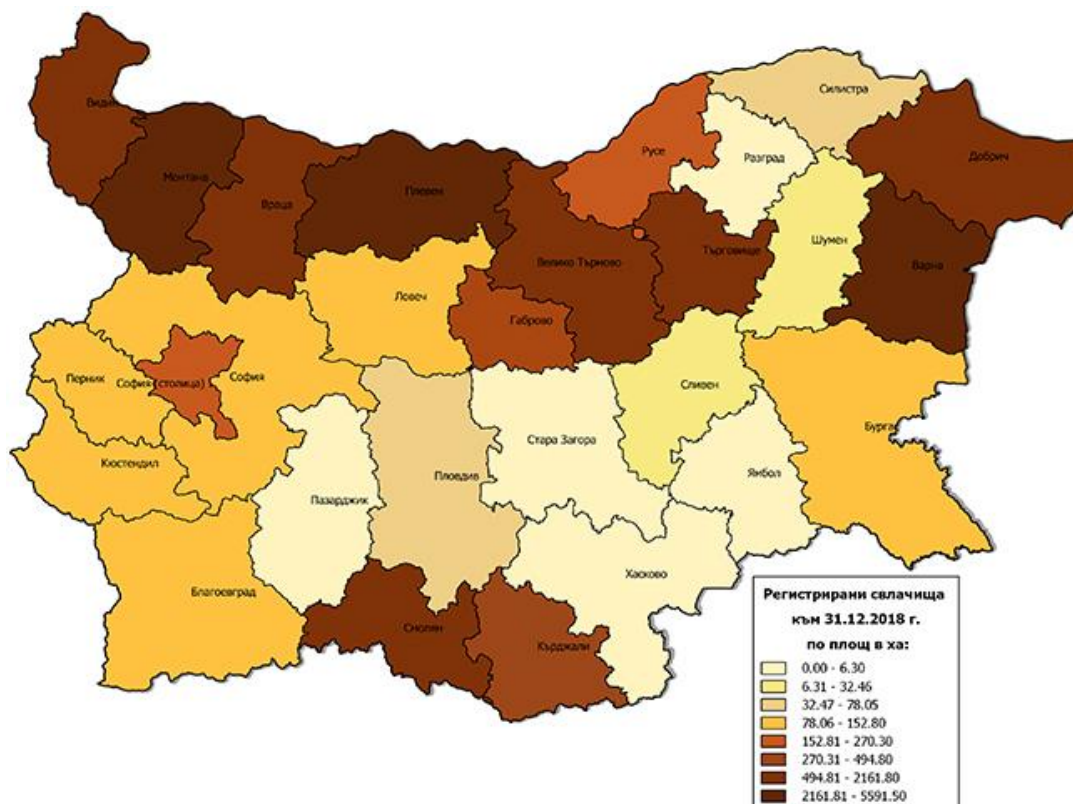 Видин
Монтана
Враца
Плевен
Русе
Силистра
Разград
Добрич
Шумен
Варна
Търговище
Велико Търново
Ловеч
Габрово
Перник
София (столица)
София
Кюстендил
Сливен
Бургас
Стара Загора
Ямбол
Пловдив
Пазарджик
Хасково
Благоевград
Смолян
Кърджали
Регистрирани свлачища
към 31.12.2018 г.
по площ в ха:
0.00 - 6.30
6.31 - 32.46
32.47 - 78.05
78.06 - 152.80
152.81 - 270.30
270.31 - 494.80
494.81 - 2161.80
2161.81 - 5591.50